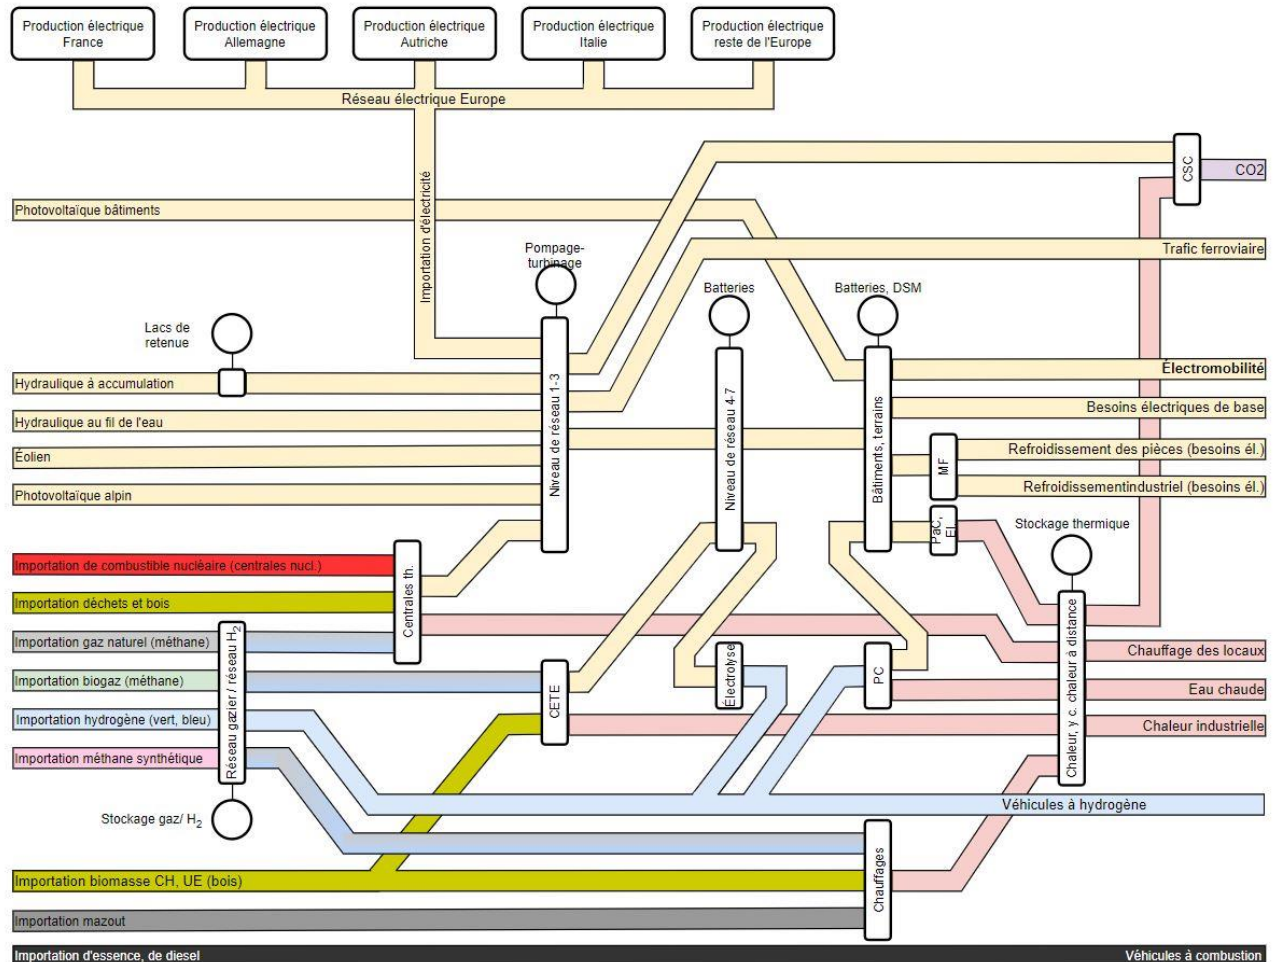 Production électrique
France
Production électrique
Allemagne
Production électrique
Autriche
Production électrique
Italie
Production électrique
reste de l'Europe
Réseau électrique Europe
CSC
CO2
Importation d'électricité
Photovoltaïque bâtiments
Pompage-
turbinage
Trafic ferroviaire
Batteries
Batteries, DSM
Lacs de
retenue
Hydraulique à accumulation
Électromobilité
Hydraulique au fil de l'eau
Besoins électriques de base
Niveau de réseau 1-3
Niveau de réseau 4-7
Bâtiments, terrains
Éolien
MF
Refroidissement des pièces (besoins él.)
Photovoltaïque alpin
Refroidissementindustriel (besoins él.)
PaC,
El.
Stockage thermique
Importation de combustible nucléaire (centrales nucl.)
Centrales th.
Importation déchets et bois
Importation gaz naturel (méthane)
Réseau gazier / réseau H2
Chaleur, y c. chaleur à distance
Chauffage des locaux
Importation biogaz (méthane)
CETE
Électrolyse
PC
Eau chaude
Importation hydrogène (vert, bleu)
Chaleur industrielle
Importation méthane synthétique
Véhicules à hydrogène
Stockage gaz/ H2
Chauffages
Importation biomasse CH, UE (bois)
Importation mazout
Importation d'essence, de diesel
Véhicules à combustion